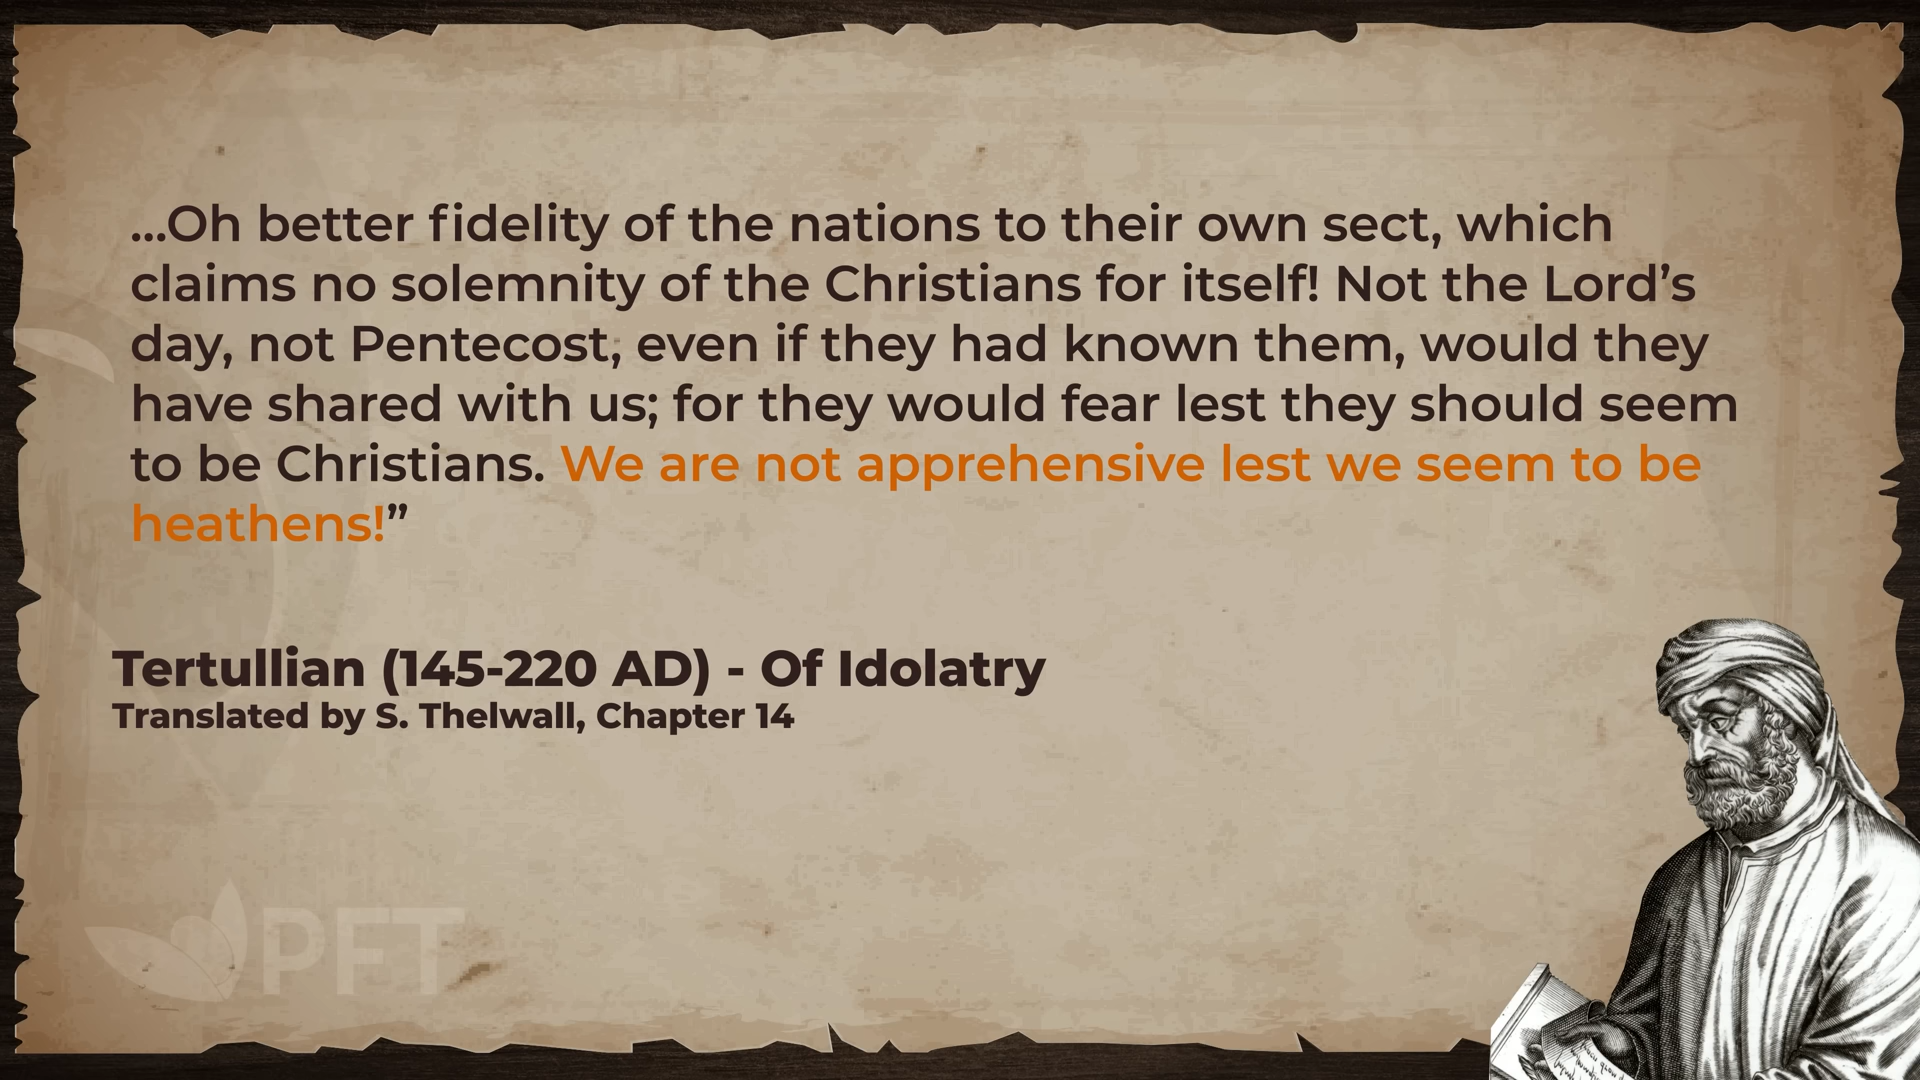 ...Oh better fidelity of the nations to their own sect, which
claims no solemnity of the Christians for itself! Not the Lord’s
day, not Pentecost, even if they had known them, would they
have shared with us; for they would fear lest they should seem
to be Christians. We are not apprehensive lest we seem to be
heathens!”
Tertullian (145-220 AD) - Of Idolatry
Translated by S. Thelwall, Chapter 14
PFT